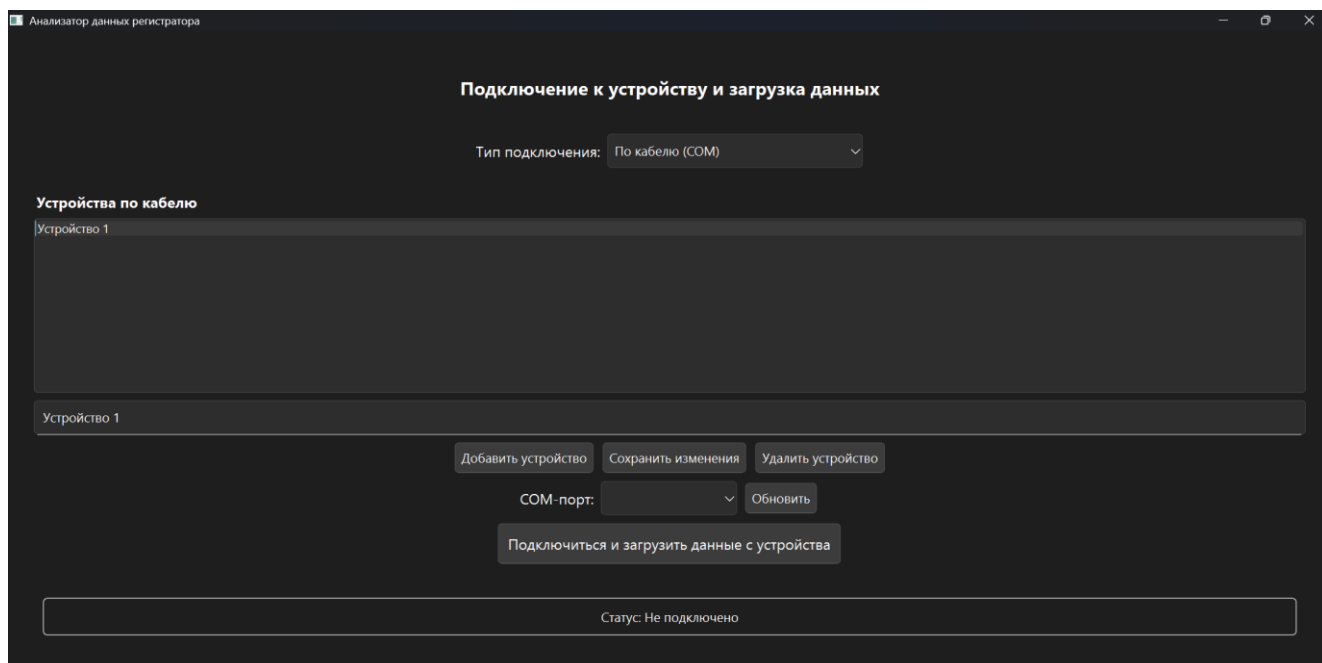 Анализатор данных регистратора
Подключение к устройству и загрузка данных
Тип подключения: По кабелю (COM)
Устройства по кабелю
Устройство 1
Устройство 1
Добавить устройство Сохранить изменения Удалить устройство
COM-порт: Обновить
Подключиться и загрузить данные с устройства
Статус: Не подключено